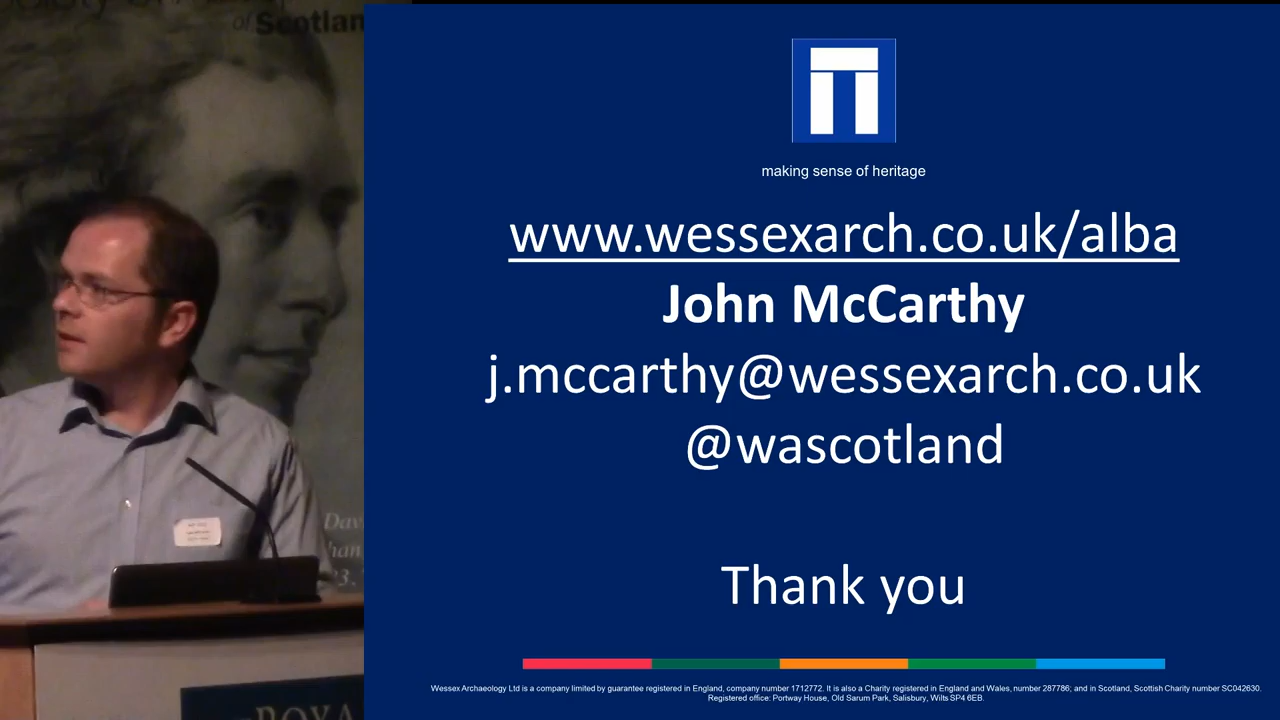 of Scotlan
making sense of heritage
www.wessexarch.co.uk/alba
John McCarthy
j.mccarthy@wessexarch.co.uk
@wascotland
Thank you
Wessex Archaeology Ltd is a company limited by guarantee registered in England, company number 1712772. It is also a Charity registered in England and Wales, number 287786; and in Scotland, Scottish Charity number SC042630.
Registered office: Portway House, Old Sarum Park, Salisbury, Wilts SP4 6EB.